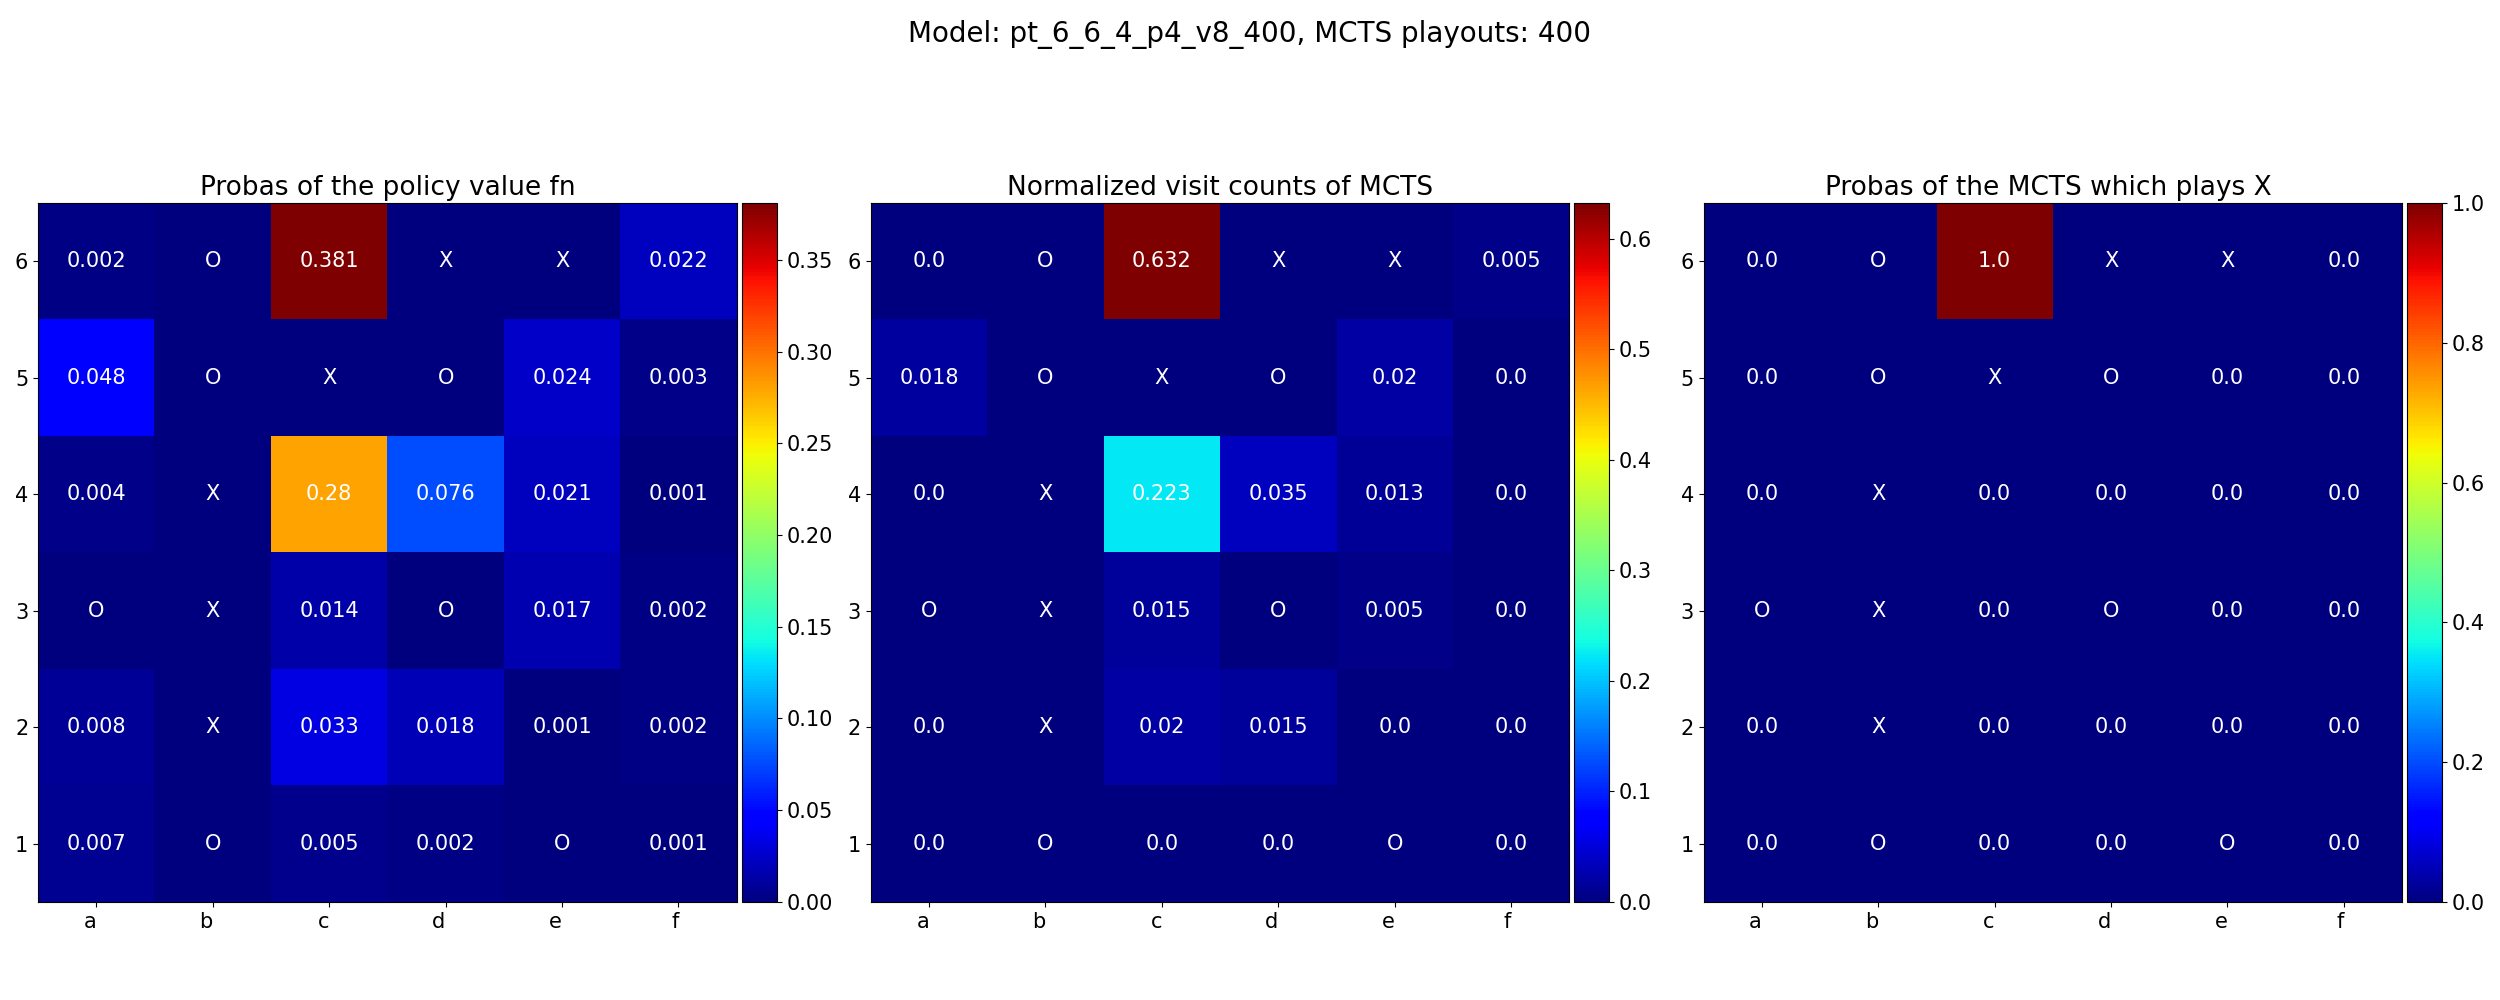 Model: pt_6_6_4_p4_v8_400, MCTS playouts: 400
Probas of the policy value fn
6 0.002 O 0.381 X X 0.022
5 0.048 O X O 0.024 0.003
4 0.004 X 0.28 0.076 0.021 0.001
3 O X 0.014 O 0.017 0.002
2 0.008 X 0.033 0.018 0.001 0.002
1 0.007 O 0.005 0.002 O 0.001
a b c d e f
0.35
0.30
0.25
0.20
0.15
0.10
0.05
0.00
Normalized visit counts of MCTS
6 0.0 O 0.632 X X 0.005
5 0.018 O X O 0.02 0.0
4 0.0 X 0.223 0.035 0.013 0.0
3 O X 0.015 O 0.005 0.0
2 0.0 X 0.02 0.015 0.0 0.0
1 0.0 O 0.0 0.0 O 0.0
a b c d e f
0.6
0.5
0.4
0.3
0.2
0.1
0.0
Probas of the MCTS which plays X
6 0.0 O 1.0 X X 0.0
5 0.0 O X O 0.0 0.0
4 0.0 X 0.0 0.0 0.0 0.0
3 O X 0.0 O 0.0 0.0
2 0.0 X 0.0 0.0 0.0 0.0
1 0.0 O 0.0 0.0 O 0.0
a b c d e f
1.0
0.8
0.6
0.4
0.2
0.0